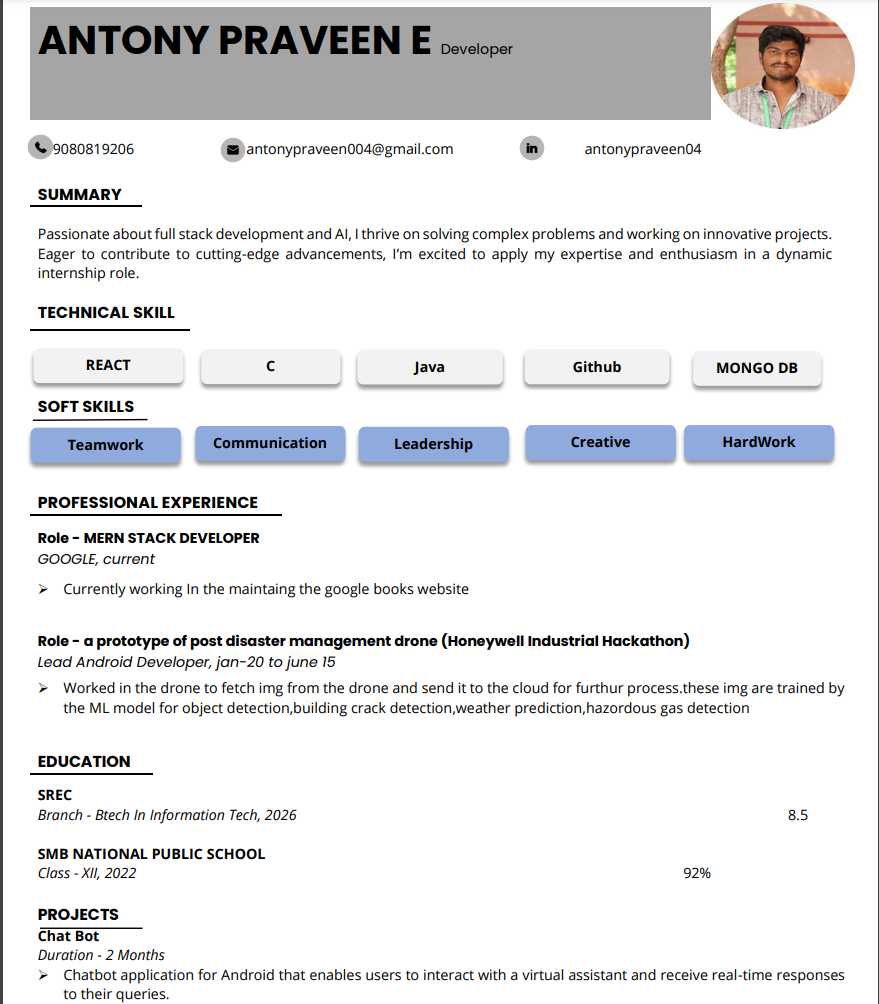 ANTONY PRAVEEN E Developer
9080819206 antonypraveen004@gmail.com in antonypraveen04
SUMMARY
Passionate about full stack development and AI, I thrive on solving complex problems and working on innovative projects.
Eager to contribute to cutting-edge advancements, I’m excited to apply my expertise and enthusiasm in a dynamic
internship role.
TECHNICAL SKILL
REACT C Java Github MONGO DB
SOFT SKILLS
Teamwork Communication Leadership Creative HardWork
PROFESSIONAL EXPERIENCE
Role - MERN STACK DEVELOPER
GOOGLE, current
➢ Currently working In the maintaing the google books website
Role - a prototype of post disaster management drone (Honeywell Industrial Hackathon)
Lead Android Developer, jan-20 to june 15
➢ Worked in the drone to fetch img from the drone and send it to the cloud for furthur process.these img are trained by
the ML model for object detection,building crack detection,weather prediction,hazordous gas detection
EDUCATION
SREC
Branch - Btech In Information Tech, 2026 8.5
SMB NATIONAL PUBLIC SCHOOL
Class - XII, 2022 92%
PROJECTS
Chat Bot
Duration - 2 Months
➢ Chatbot application for Android that enables users to interact with a virtual assistant and receive real-time responses
to their queries.